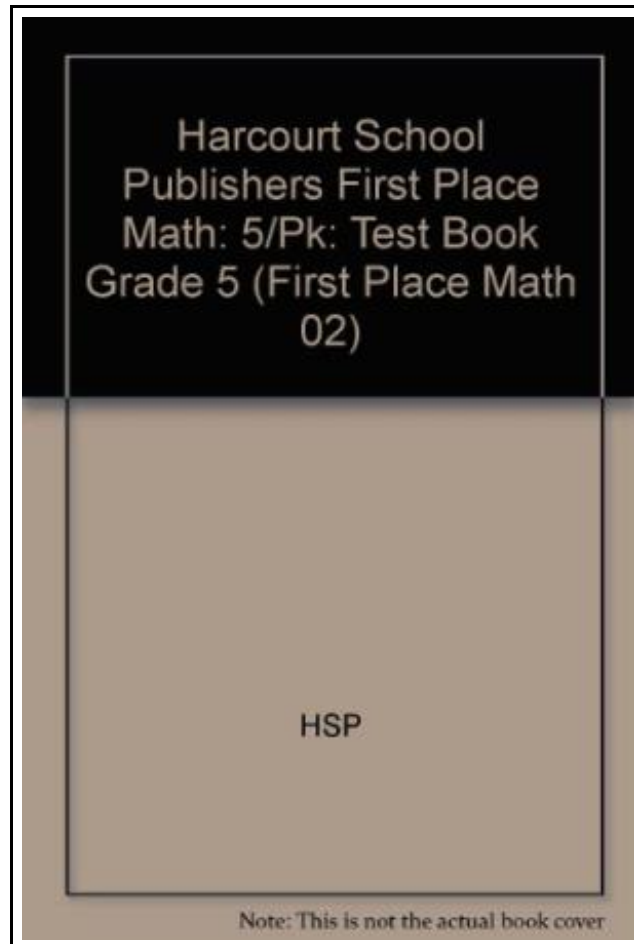 Harcourt School
Publishers First Place
Math: 5/Pk: Test Book
Grade 5 (First Place Math
02)
HSP
Note: This is not the actual book cover